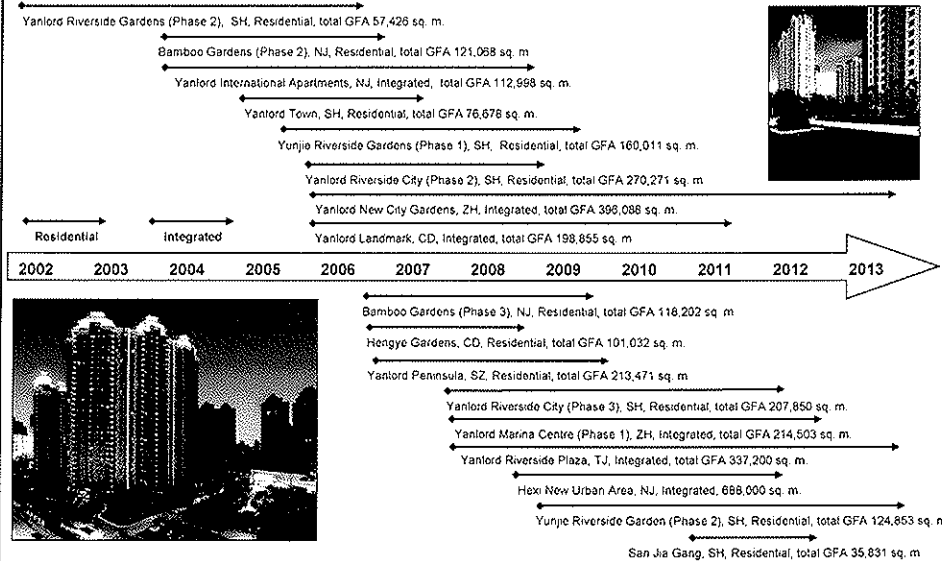 Yanlord Riverside Gardens (Phase 2), SH, Residential, total GFA 57,426 sq. m.
Bamboo Gardens (Phase 2), NJ, Residential, total GFA 121,068 sq. m
Yanlord International Apartments, NJ, Integrated, total GFA 112,998 sq. m.
Yanlord Town, SH, Residential, total GFA 76,678 sq. m.
Yunjie Riverside Gardens (Phase 1), SH, Residential, total GFA 160,011 sq. m.
Yanlord Riverside City (Phase 2), SH, Residential, total GFA 270,271 sq. m.
Yanlord New City Gardens, ZH, Integrated, total GFA 396,088 sq. m.
Residential Integrated Yanlord Landmark, CD, Integrated, total GFA 198,855 sq. m
2002 2003 2004 2005 2006 2007 2008 2009 2010 2011 2012 2013
Bamboo Gardens (Phase 3), NJ, Residential, total GFA 118,202 sq. m
Hengye Gardens, CD, Residential, total GFA 101,032 sq. m.
Yanlord Peninsula, SZ, Residential, total GFA 213,471 sq. m
Yanlord Riverside City (Phase 3), SH, Residential, total GFA 207,850 sq. m.
Yanlord Marina Centre (Phase 1), ZH, Integrated, total GFA 214,503 sq. m.
Yanlord Riverside Plaza, TJ, Integrated, total GFA 337,200 sq. m.
Hexi New Urban Area, NJ, Integrated, 688,000 sq. m.
Yunjie Riverside Garden (Phase 2), SH, Residential, total GFA 124,853 sq. m
San Jia Gang, SH, Residential, total GFA 35,831 sq. m